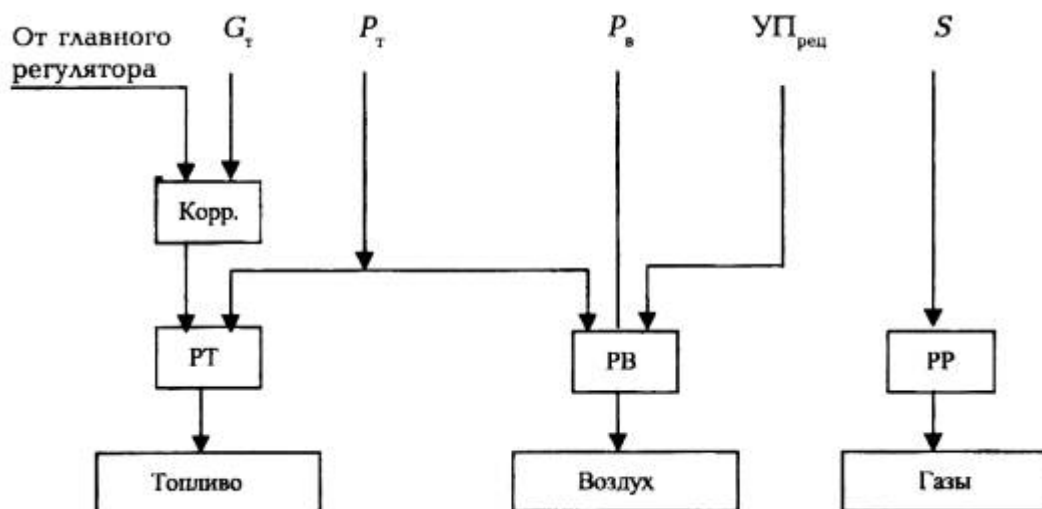 От главного
регулятора
Gт
Pт
Pв
УПрец
S
Корр.
РТ
РВ
РР
Топливо
Воздух
Газы